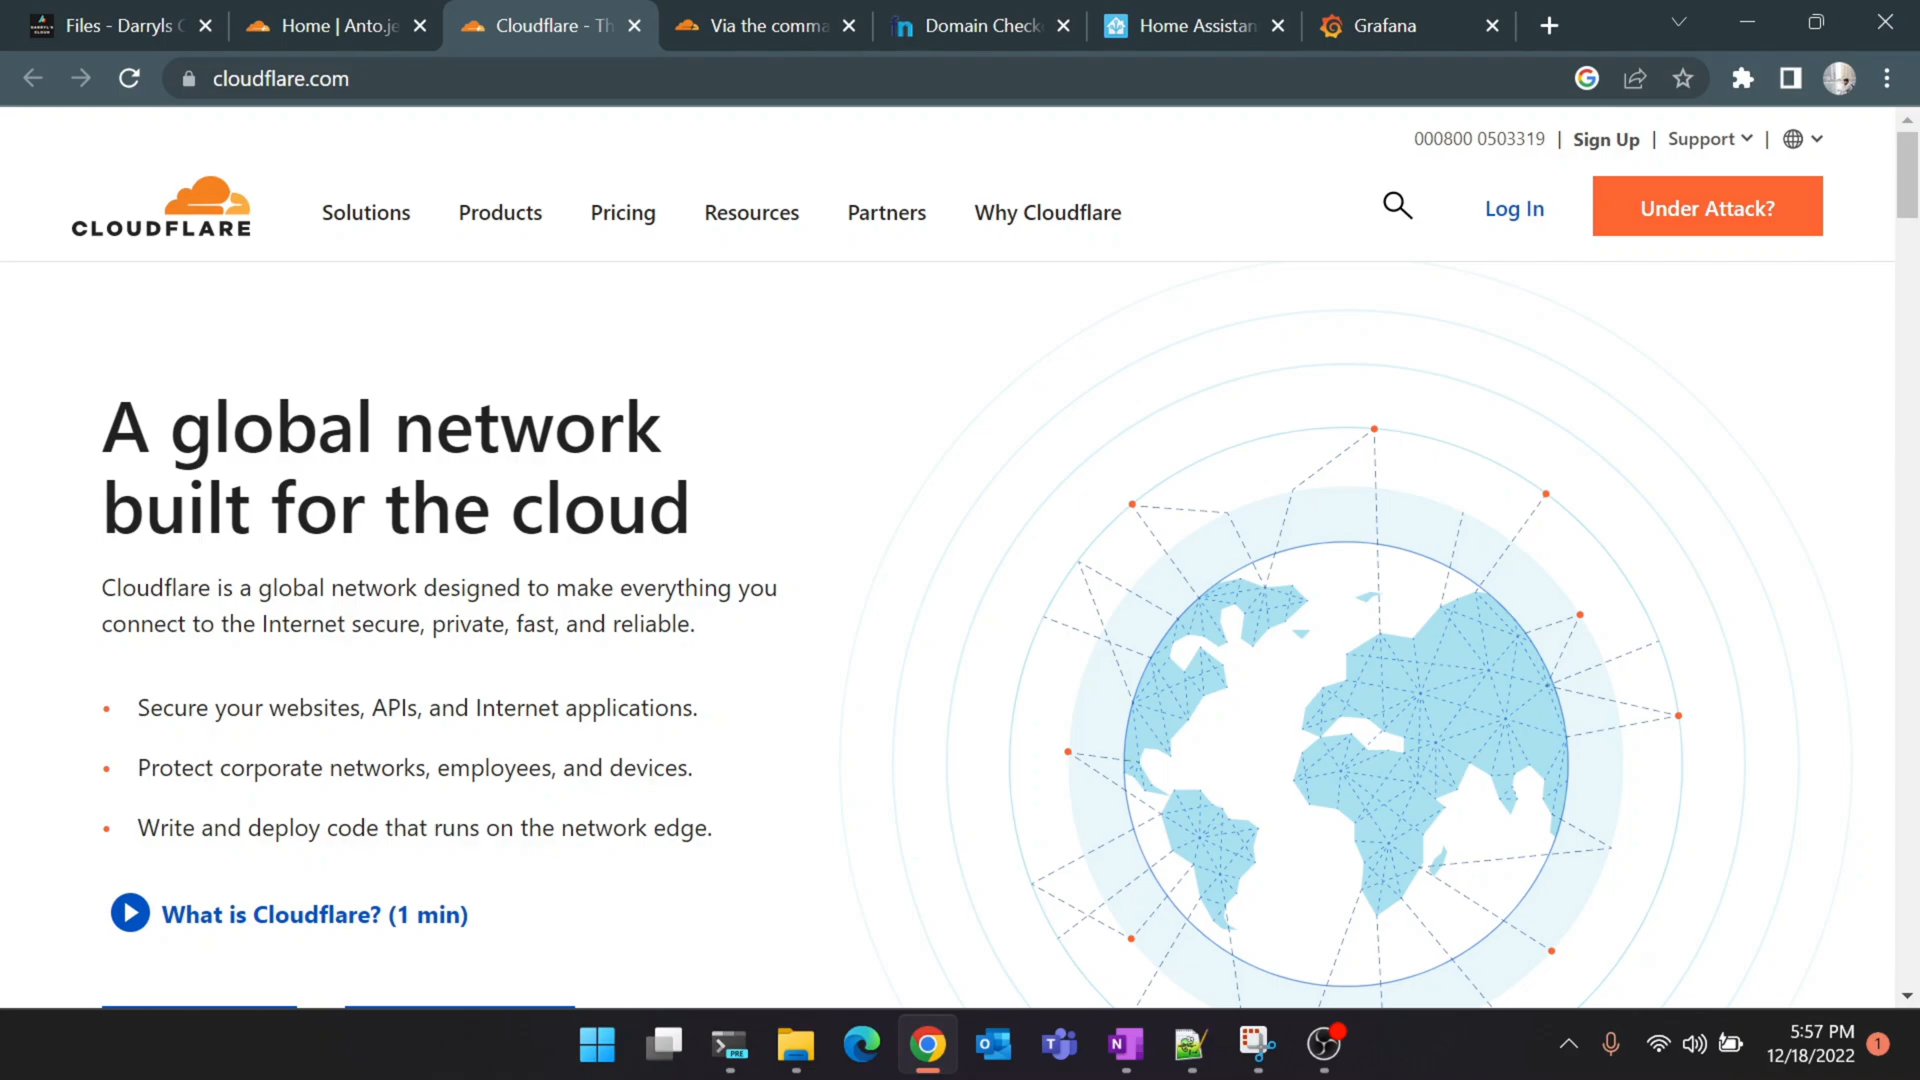 Files - Darryls C
Home | Anto.je
Cloudflare - Th
Via the comma
Domain Check
Home Assistan
Grafana
cloudflare.com
000800 0503319 | Sign Up | Support |
CLOUDFLARE
Solutions
Products
Pricing
Resources
Partners
Why Cloudflare
Log In
Under Attack?
A global network
built for the cloud
Cloudflare is a global network designed to make everything you
connect to the Internet secure, private, fast, and reliable.
• Secure your websites, APIs, and Internet applications.
• Protect corporate networks, employees, and devices.
• Write and deploy code that runs on the network edge.
What is Cloudflare? (1 min)
PRE
5:57 PM
12/18/2022
1